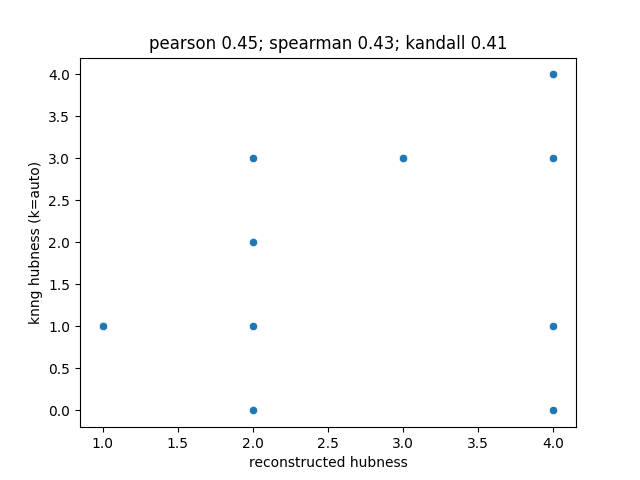 pearson 0.45; spearman 0.43; kandall 0.41
4.0
3.5
3.0
2.5
2.0
1.5
1.0
0.5
0.0
knng hubness (k=auto)
1.0 1.5 2.0 2.5 3.0 3.5 4.0
reconstructed hubness